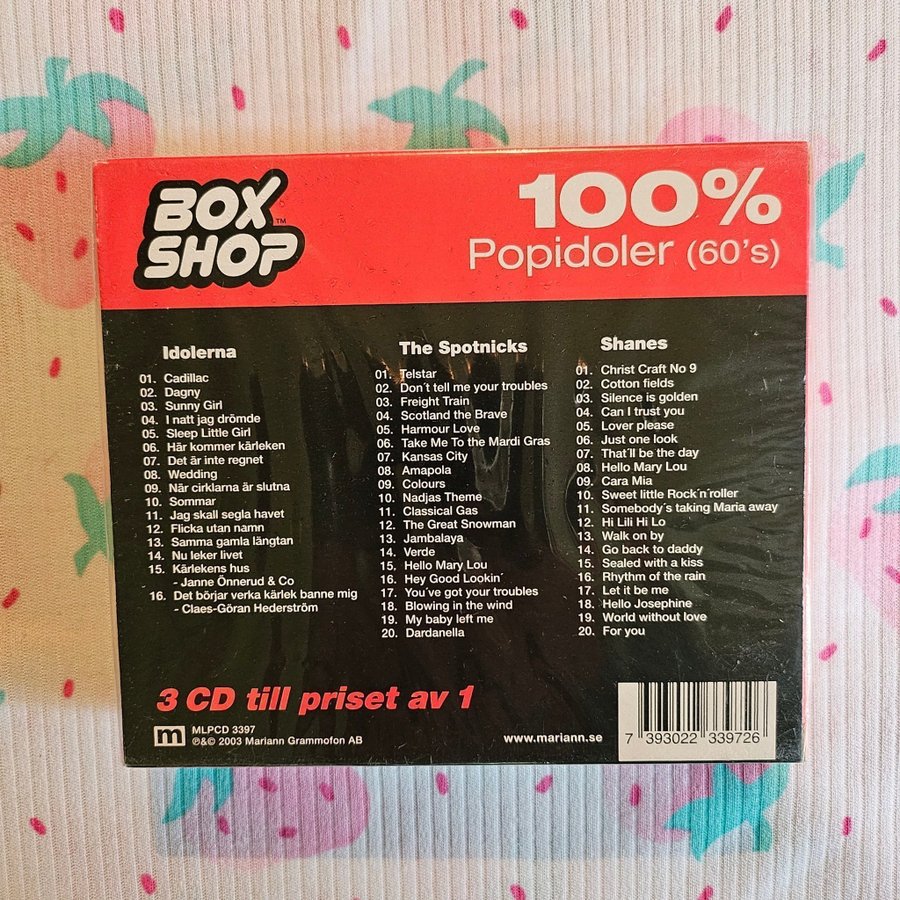 BOX
SHOP™
100%
Popidoler (60's)
Idolerna
01. Cadillac
02. Dagny
03. Sunny Girl
04. I natt jag drömde
05. Sleep Little Girl
06. Här kommer kärleken
07. Det är inte regnet
08. Wedding
09. När cirklarna är slutna
10. Sommar
11. Jag skall segla havet
12. Flicka utan namn
13. Samma gamla längtan
14. Nu leker livet
15. Kärlekens hus
- Janne Önnerud & Co
16. Det börjar verka kärlek banne mig
- Claes-Göran Hederström
The Spotnicks
01. Telstar
02. Don´t tell me your troubles
03. Freight Train
04. Scotland the Brave
05. Harmour Love
06. Take Me To the Mardi Gras
07. Kansas City
08. Amapola
09. Colours
10. Nadjas Theme
11. Classical Gas
12. The Great Snowman
13. Jambalaya
14. Verde
15. Hello Mary Lou
16. Hey Good Lookin´
17. You´ve got your troubles
18. Blowing in the wind
19. My baby left me
20. Dardanella
Shanes
01. Christ Craft No 9
02. Cotton fields
03. Silence is golden
04. Can I trust you
05. Lover please
06. Just one look
07. That´ll be the day
08. Hello Mary Lou
09. Cara Mia
10. Sweet little Rock´n´roller
11. Somebody´s taking Maria away
12. Hi Lili Hi Lo
13. Walk on by
14. Go back to daddy
15. Sealed with a kiss
16. Rhythm of the rain
17. Let it be me
18. Hello Josephine
19. World without love
20. For you
3 CD till priset av 1
m
MLPCD 3397
℗&© 2003 Mariann Grammofon AB
www.mariann.se
7 393022 339726